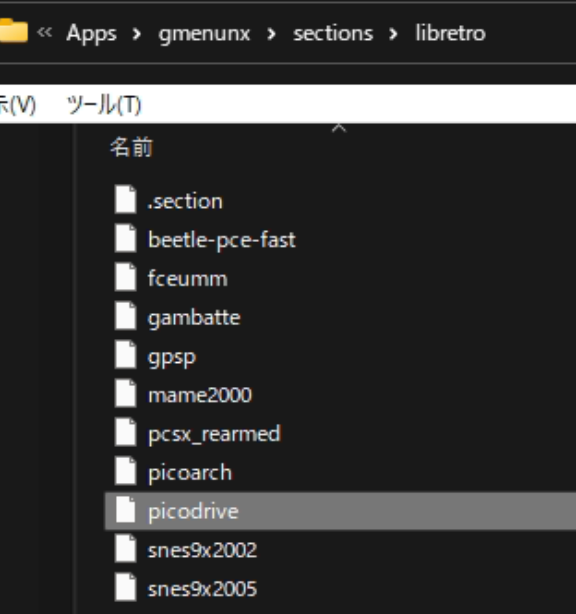 « Apps > gmenunx > sections > libretro
示(V) ツール(T)
名前
.section
beetle-pce-fast
fceumm
gambatte
gpsp
mame2000
pcsx_rearmed
picoarch
picodrive
snes9x2002
snes9x2005